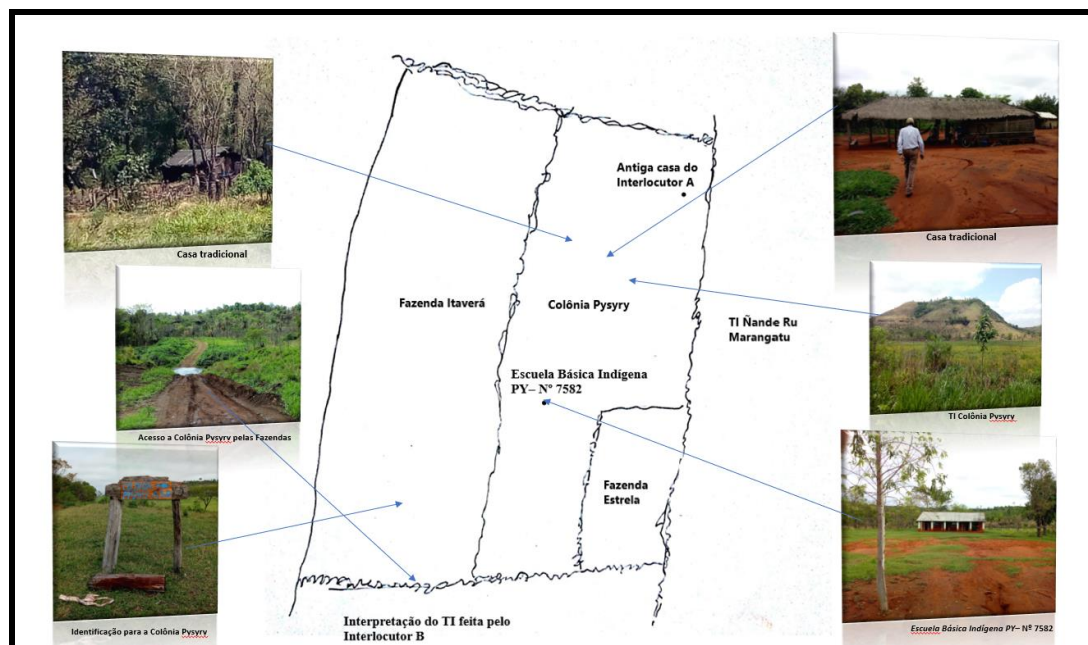 Antiga casa do
Interlocutor A
Casa tradicional
Casa tradicional
Fazenda Itaverá
Colônia Pysyry
TI Ñande Ru
Marangatu
Escuela Básica Indígena
PY– Nº 7582
TI Colônia Pysyry
Acesso a Colônia Pysyry pelas Fazendas
Fazenda
Estrela
Interpretação do TI feita pelo
Interlocutor B
Identificação para a Colônia Pysyry
Escuela Básica Indígena PY– Nº 7582